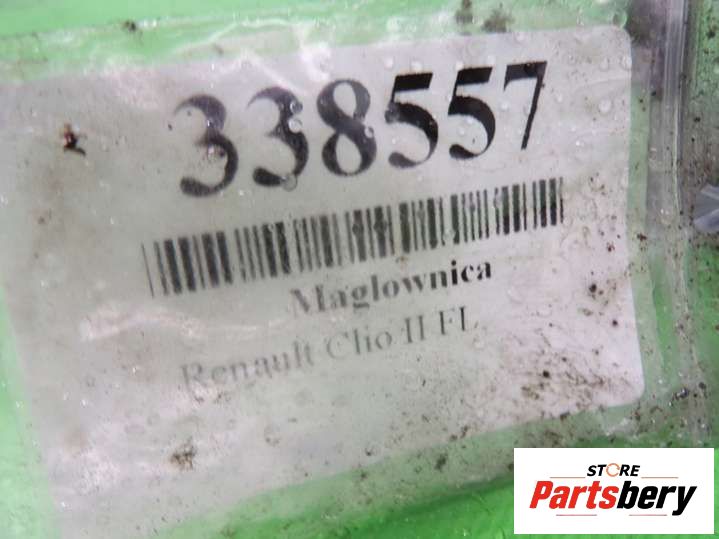 338557
Maglownica
Renault Clio II FL
STORE
Partsbery